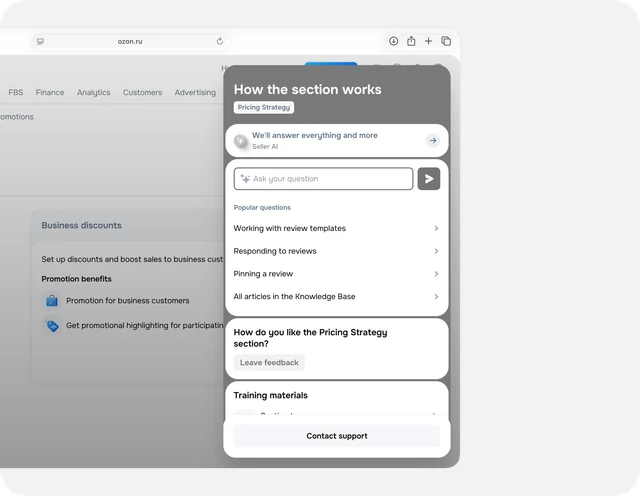 ozon.ru
FBS Finance Analytics Customers Advertising
omotions
Business discounts
Set up discounts and boost sales to business cust
Promotion benefits
Promotion for business customers
Get promotional highlighting for participatin
How the section works
Pricing Strategy
We'll answer everything and more
Seller AI
Ask your question
Popular questions
Working with review templates
Responding to reviews
Pinning a review
All articles in the Knowledge Base
How do you like the Pricing Strategy
section?
Leave feedback
Training materials
Contact support